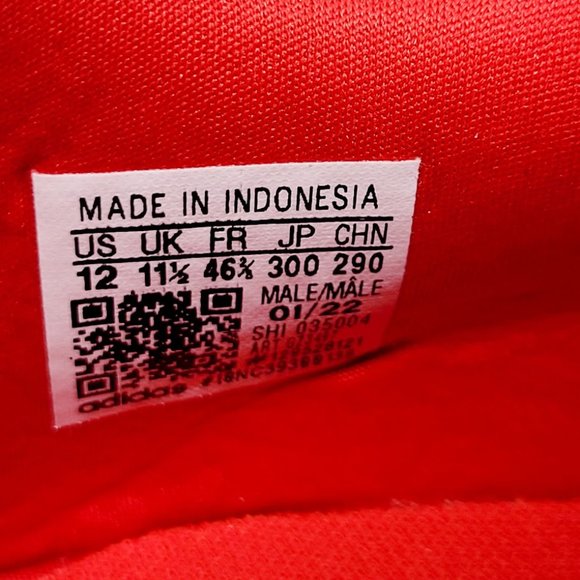 MADE IN INDONESIA
US UK FR JP CHN
12 11½ 46⅔ 300 290
MALE/MÂLE
01/22
SHI 035004
adidas